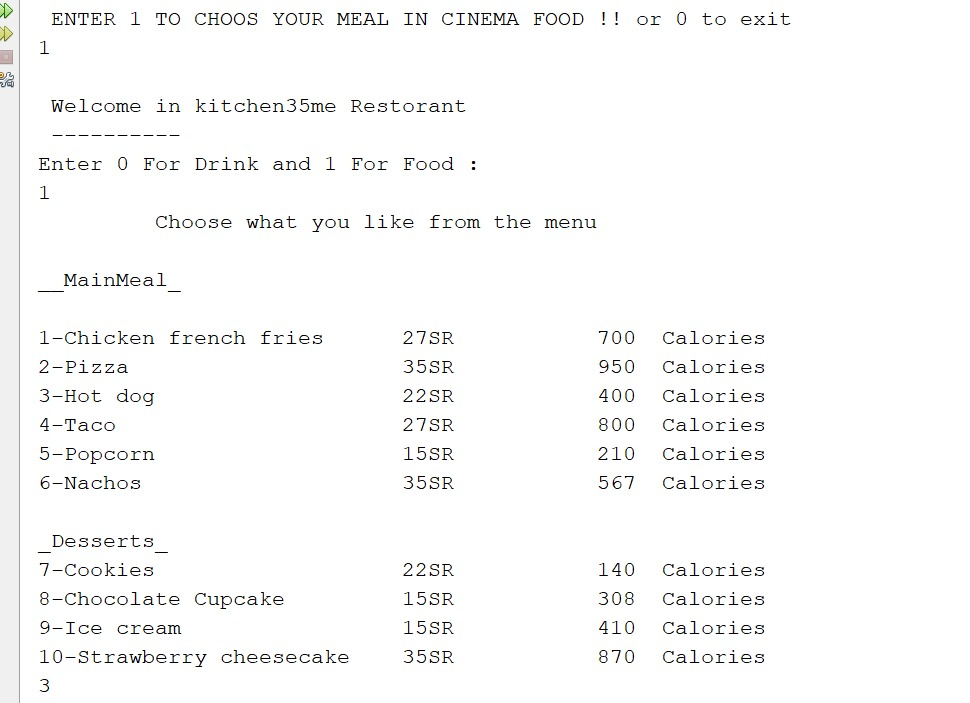 ENTER 1 TO CHOOS YOUR MEAL IN CINEMA FOOD !! or 0 to exit
1
Welcome in kitchen35me Restorant
----------
Enter 0 For Drink and 1 For Food :
1
Choose what you like from the menu
__MainMeal_
1-Chicken french fries 27SR 700 Calories
2-Pizza 35SR 950 Calories
3-Hot dog 22SR 400 Calories
4-Taco 27SR 800 Calories
5-Popcorn 15SR 210 Calories
6-Nachos 35SR 567 Calories
_Desserts_
7-Cookies 22SR 140 Calories
8-Chocolate Cupcake 15SR 308 Calories
9-Ice cream 15SR 410 Calories
10-Strawberry cheesecake 35SR 870 Calories
3